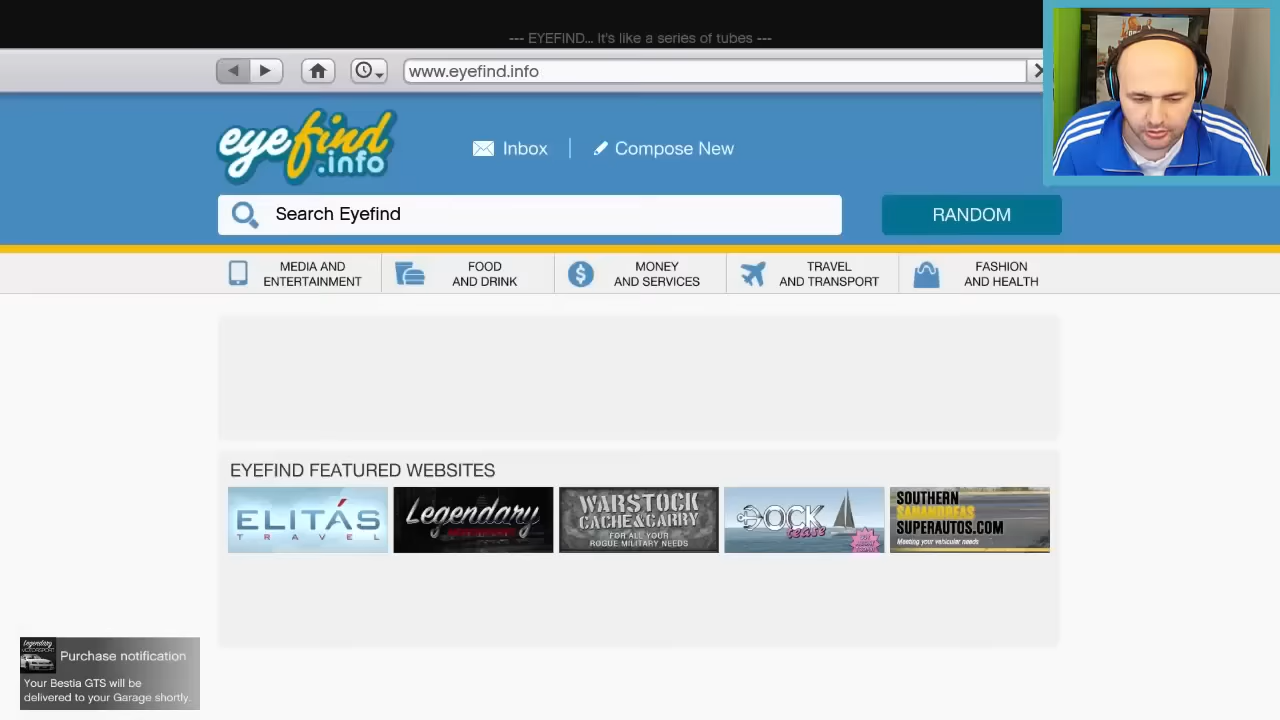 --- EYEFIND... It's like a series of tubes ---
www.eyefind.info
eyefind
.info
Inbox
Compose New
Search Eyefind
RANDOM
MEDIA AND
ENTERTAINMENT
FOOD
AND DRINK
MONEY
AND SERVICES
TRAVEL
AND TRANSPORT
FASHION
AND HEALTH
EYEFIND FEATURED WEBSITES
ELITÁS
TRAVEL
Legendary
WARSTOCK
CACHE&CARRY
FOR ALL YOUR
ROGUE MILITARY NEEDS
DOCK
tease
SOUTHERN
SANANDREAS
SUPERAUTOS.COM
Meeting your vehicular needs
Legendary
Purchase notification
Your Bestia GTS will be
delivered to your Garage shortly.